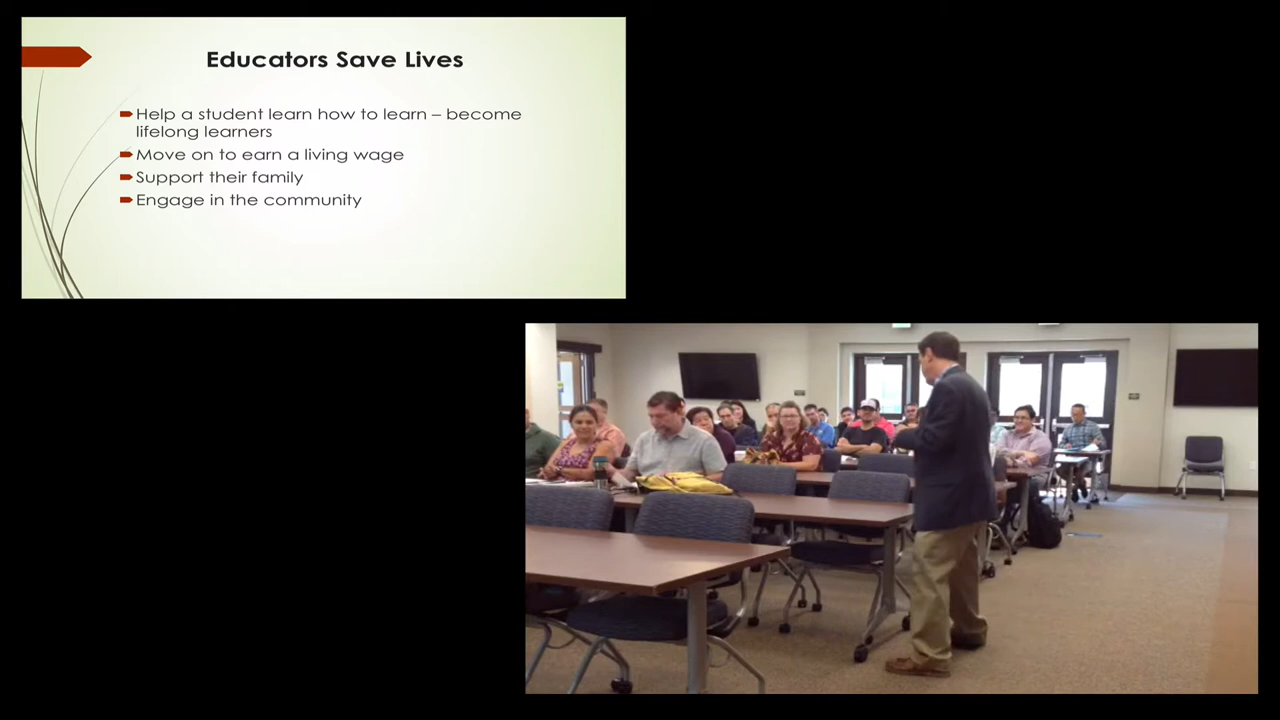 Educators Save Lives
Help a student learn how to learn – become
lifelong learners
Move on to earn a living wage
Support their family
Engage in the community